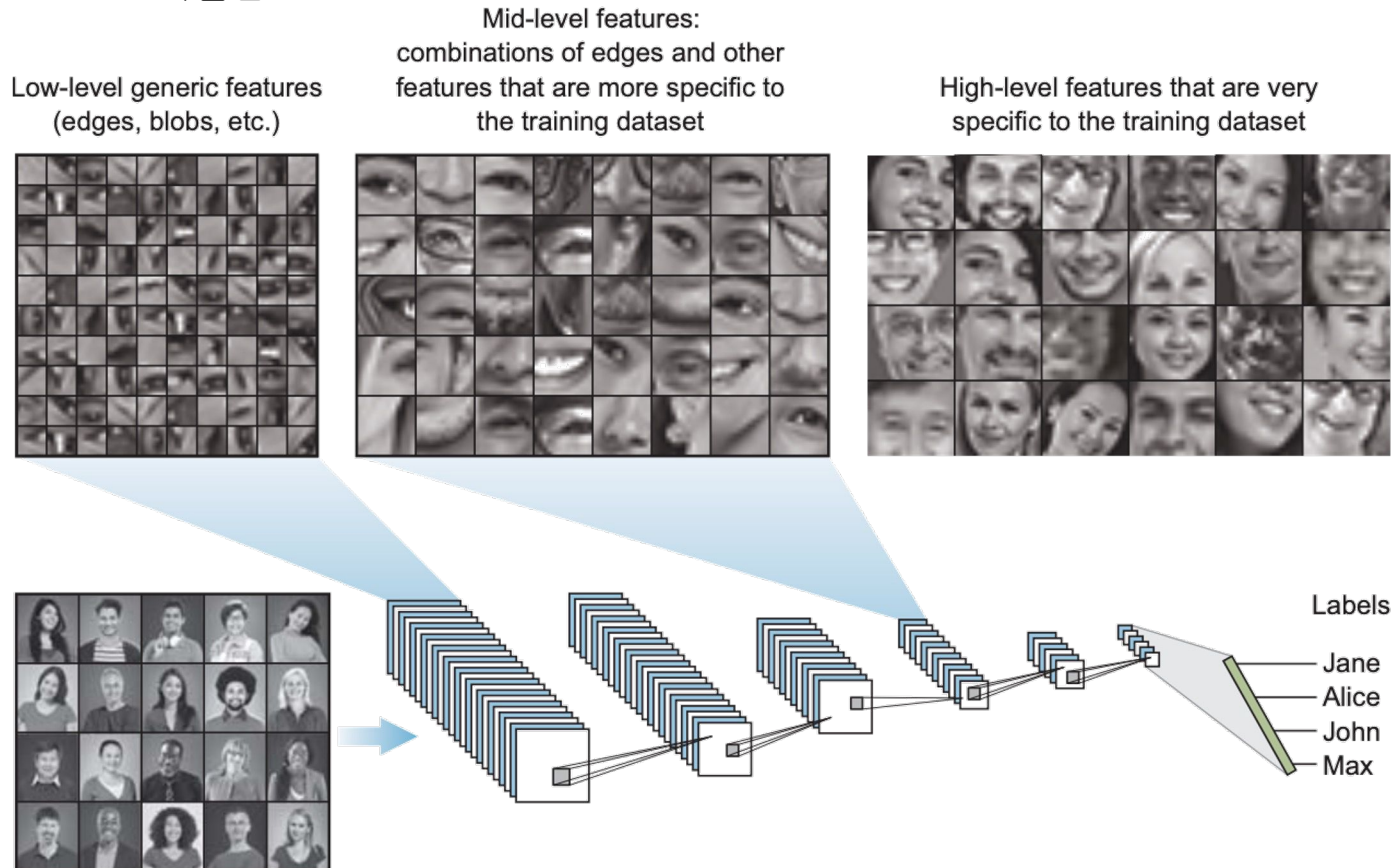 Low-level generic features
(edges, blobs, etc.)
Mid-level features:
combinations of edges and other
features that are more specific to
the training dataset
High-level features that are very
specific to the training dataset
Labels
Jane
Alice
John
Max